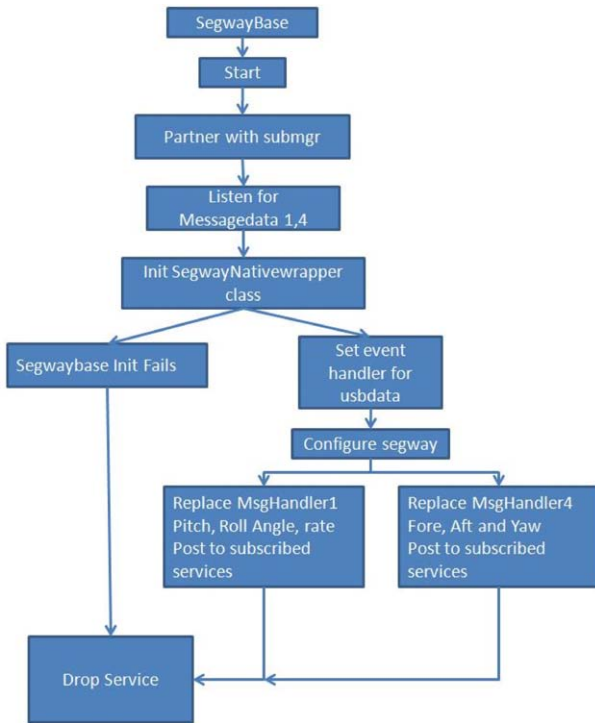 SegwayBase
Start
Partner with submgr
Listen for
Messagedata 1,4
Init SegwayNativewrapper
class
Segwaybase Init Fails
Set event
handler for
usbdata
Configure segway
Replace MsgHandler1
Pitch, Roll Angle, rate
Post to subscribed
services
Replace MsgHandler4
Fore, Aft and Yaw
Post to subscribed
services
Drop Service